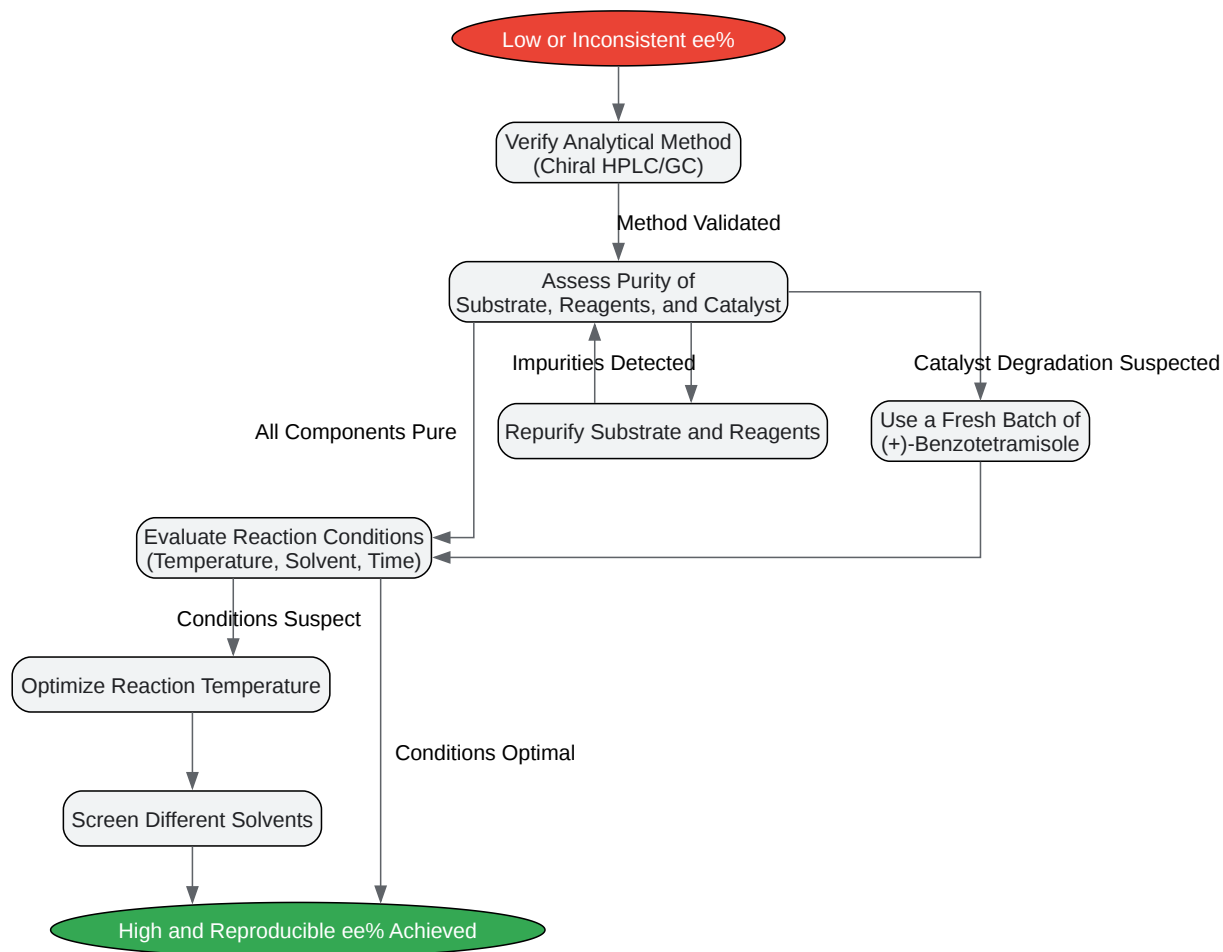 Low or Inconsistent ee%
Verify Analytical Method
(Chiral HPLC/GC)
Method Validated
Assess Purity of
Substrate, Reagents, and Catalyst
Impurities Detected
Catalyst Degradation Suspected
All Components Pure
Repurify Substrate and Reagents
Use a Fresh Batch of
(+)-Benzotetramisole
Evaluate Reaction Conditions
(Temperature, Solvent, Time)
Conditions Suspect
Optimize Reaction Temperature
Conditions Optimal
Screen Different Solvents
High and Reproducible ee% Achieved